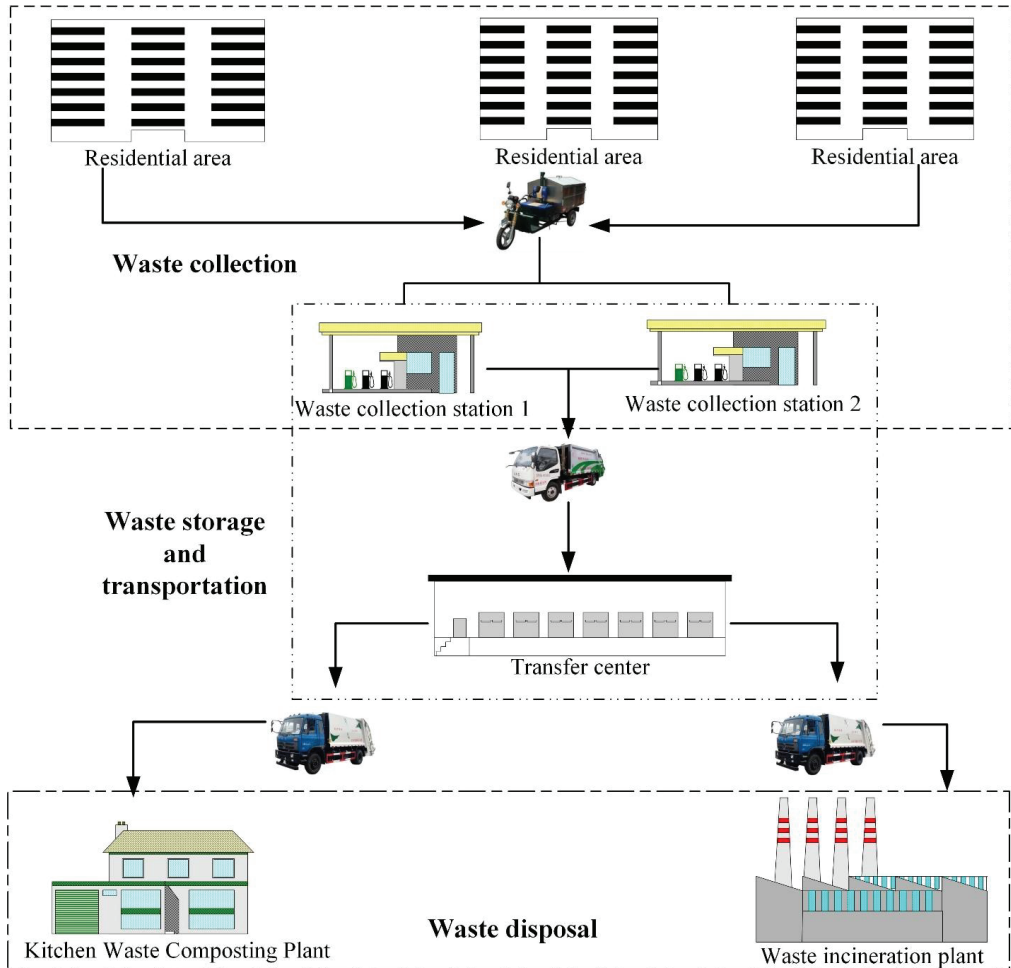 Residential area
Residential area
Residential area
Waste collection
Waste collection station 1
Waste collection station 2
Waste storage
and
transportation
Transfer center
Kitchen Waste Composting Plant
Waste disposal
Waste incineration plant